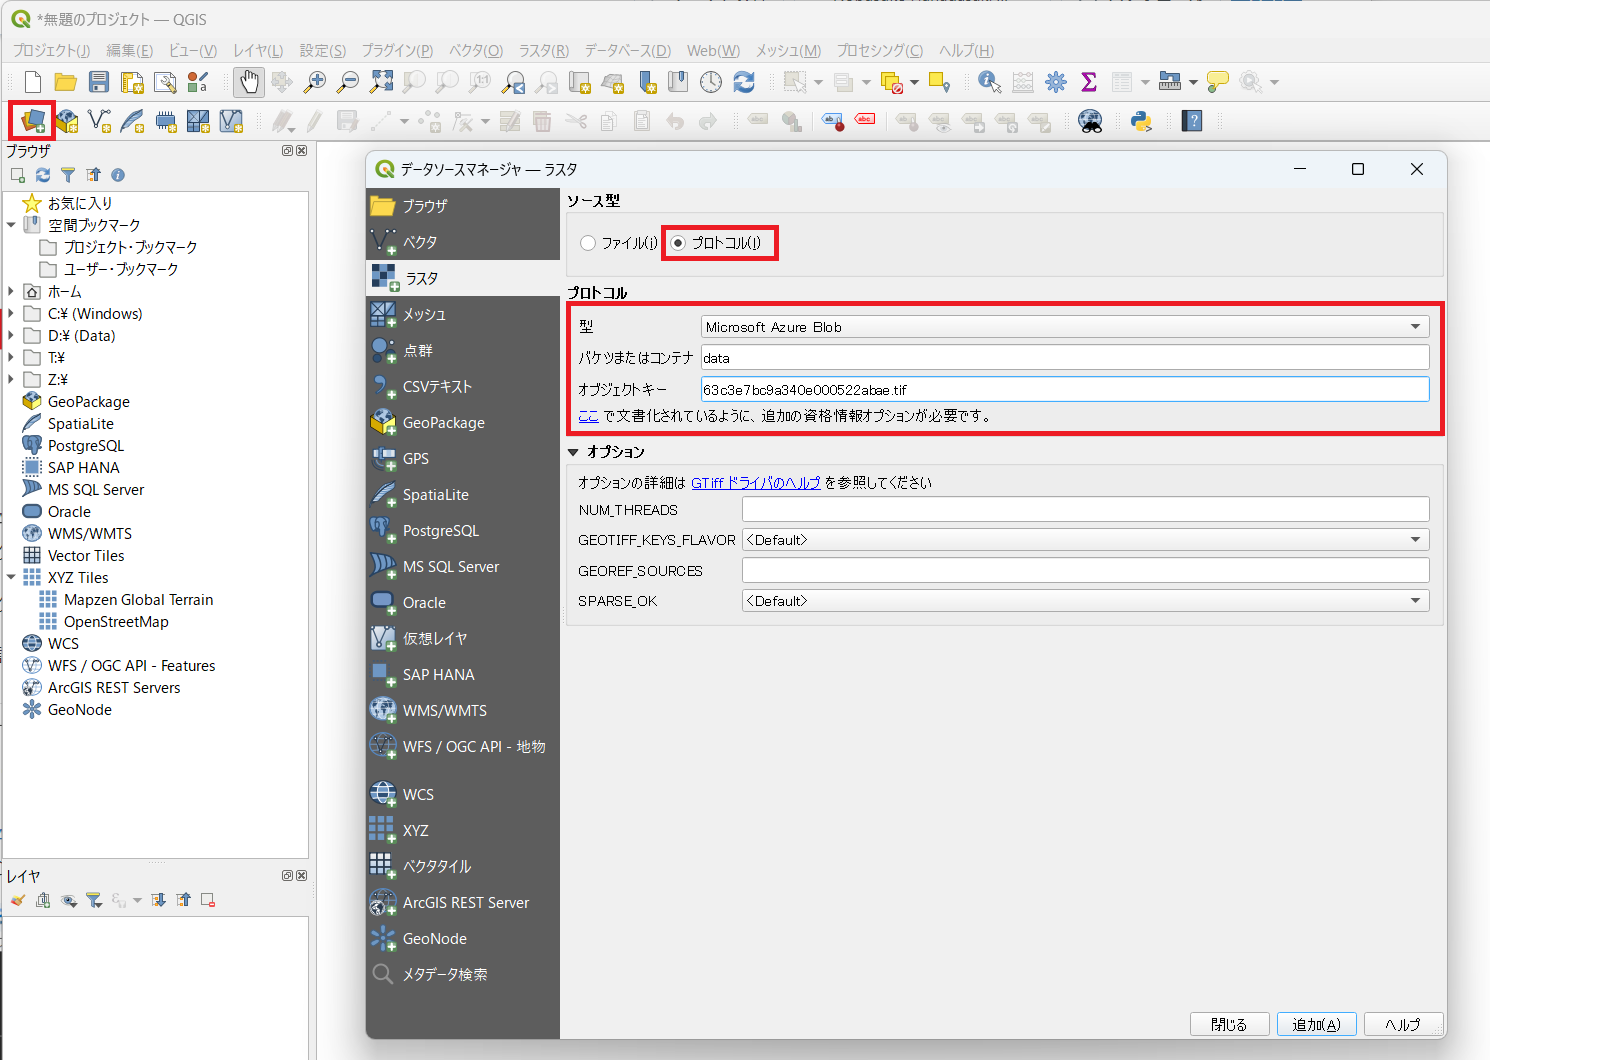 *無題のプロジェクト — QGIS
プロジェクト(J) 編集(E) ビュー(V) レイヤ(L) 設定(S) プラグイン(P) ベクタ(O) ラスタ(R) データベース(D) Web(W) メッシュ(M) プロセシング(C) ヘルプ(H)
ブラウザ
お気に入り
空間ブックマーク
プロジェクト・ブックマーク
ユーザー・ブックマーク
ホーム
C:¥ (Windows)
D:¥ (Data)
T:¥
Z:¥
GeoPackage
SpatiaLite
PostgreSQL
SAP HANA
MS SQL Server
Oracle
WMS/WMTS
Vector Tiles
XYZ Tiles
Mapzen Global Terrain
OpenStreetMap
WCS
WFS / OGC API - Features
ArcGIS REST Servers
GeoNode
レイヤ
データソースマネージャ — ラスタ
ブラウザ
ベクタ
ラスタ
メッシュ
点群
CSVテキスト
GeoPackage
GPS
SpatiaLite
PostgreSQL
MS SQL Server
Oracle
仮想レイヤ
SAP HANA
WMS/WMTS
WFS / OGC API - 地物
WCS
XYZ
ベクタタイル
ArcGIS REST Server
GeoNode
メタデータ検索
ソース型
ファイル(i) プロトコル(l)
プロトコル
型 Microsoft Azure Blob
バケツまたはコンテナ data
オブジェクトキー 63c3e7bc9a340e000522abae.tif
ここ で文書化されているように、追加の資格情報オプションが必要です。
オプション
オプションの詳細は GTiff ドライバのヘルプ を参照してください
NUM_THREADS
GEOTIFF_KEYS_FLAVOR <Default>
GEOREF_SOURCES
SPARSE_OK <Default>
閉じる 追加(A) ヘルプ